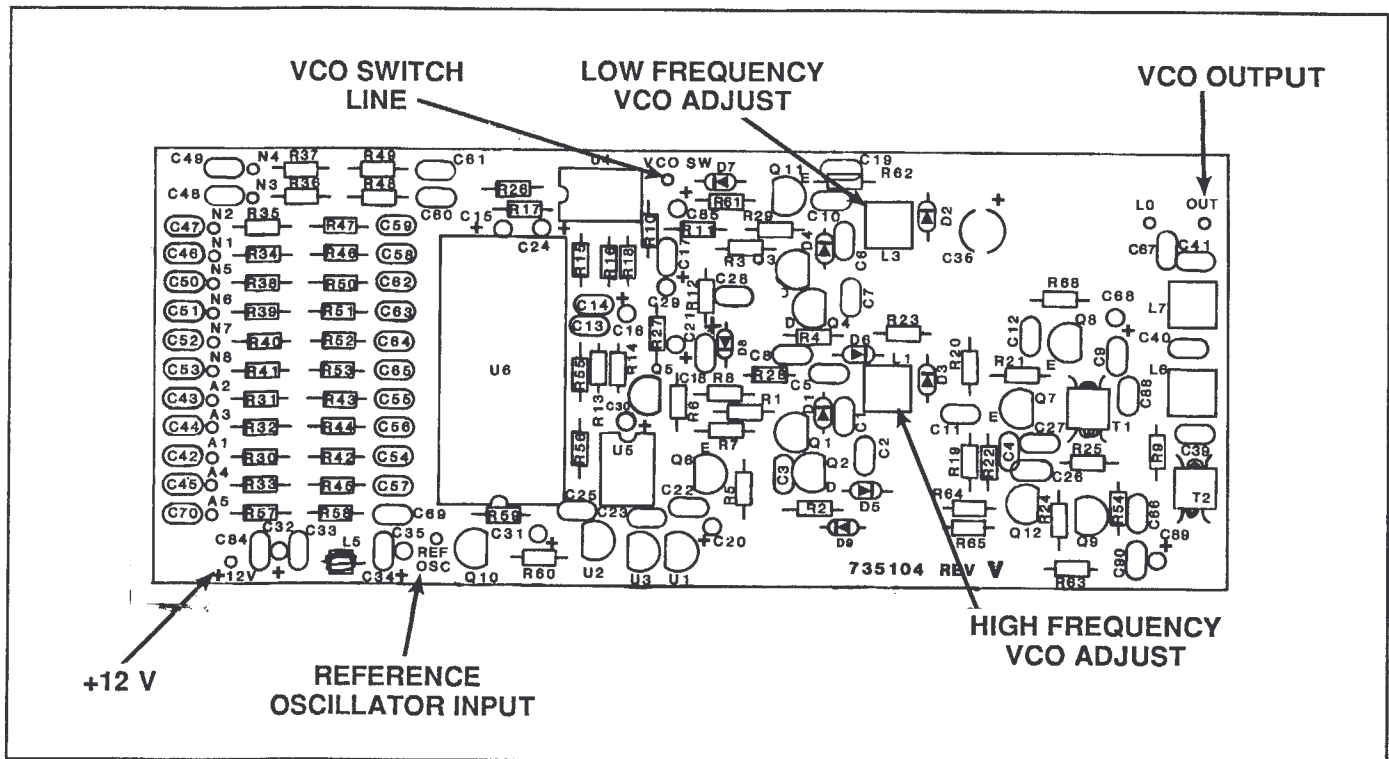 VCO SWITCH
LINE
LOW FREQUENCY
VCO ADJUST
VCO OUTPUT
C49 N4 R37 R49 C61 U4 VCO SW D7 Q11 E C19 R62
C48 N3 R36 R48 C60 R26 R61 C10 D2 L0 OUT
C47 N2 R35 R47 C59 C15 R17 C24 R10 C85 R11 R29 L3 C36 C67 C41
C46 N1 R34 R46 C58 R15 R16 R18 C17 R3 Q3 D4 C6
C50 N5 R38 R50 C62 C29 R12 C28 C7 R68 L7
C51 N6 R39 R51 C63 C14 C13 C16 R27 C21 D Q4 R23 C12 C68 Q8
C52 N7 R40 R52 C64 D8 R4 C8 D6 L1 R20 E C9 C40
C53 N8 R41 R53 C65 U6 R55 R13 R14 Q5 C18 R8 R28 C5 D3 R21 C88 L6
C43 A2 R31 R43 C55 C30 R6 R1 D1 C1 E Q7 T1
C44 A3 R32 R44 C56 R7 Q1 C11 C4 C27 C39
C42 A1 R30 R42 C54 R56 U5 Q6 E C2 R19 R22 R25 R9
C45 A4 R33 R46 C57 R5 C3 Q2 D D5 C26 T2
C70 A5 R57 R58 C69 R59 C25 C23 C22 R2 R64 Q12 R24 Q9 R54 C86
C84 C32 C33 L5 C35 REF C31 C20 D9 R65 C89
+12V C34 OSC Q10 R60 U2 U3 U1 735104 REV V R63 C90
+12 V
REFERENCE
OSCILLATOR INPUT
HIGH FREQUENCY
VCO ADJUST